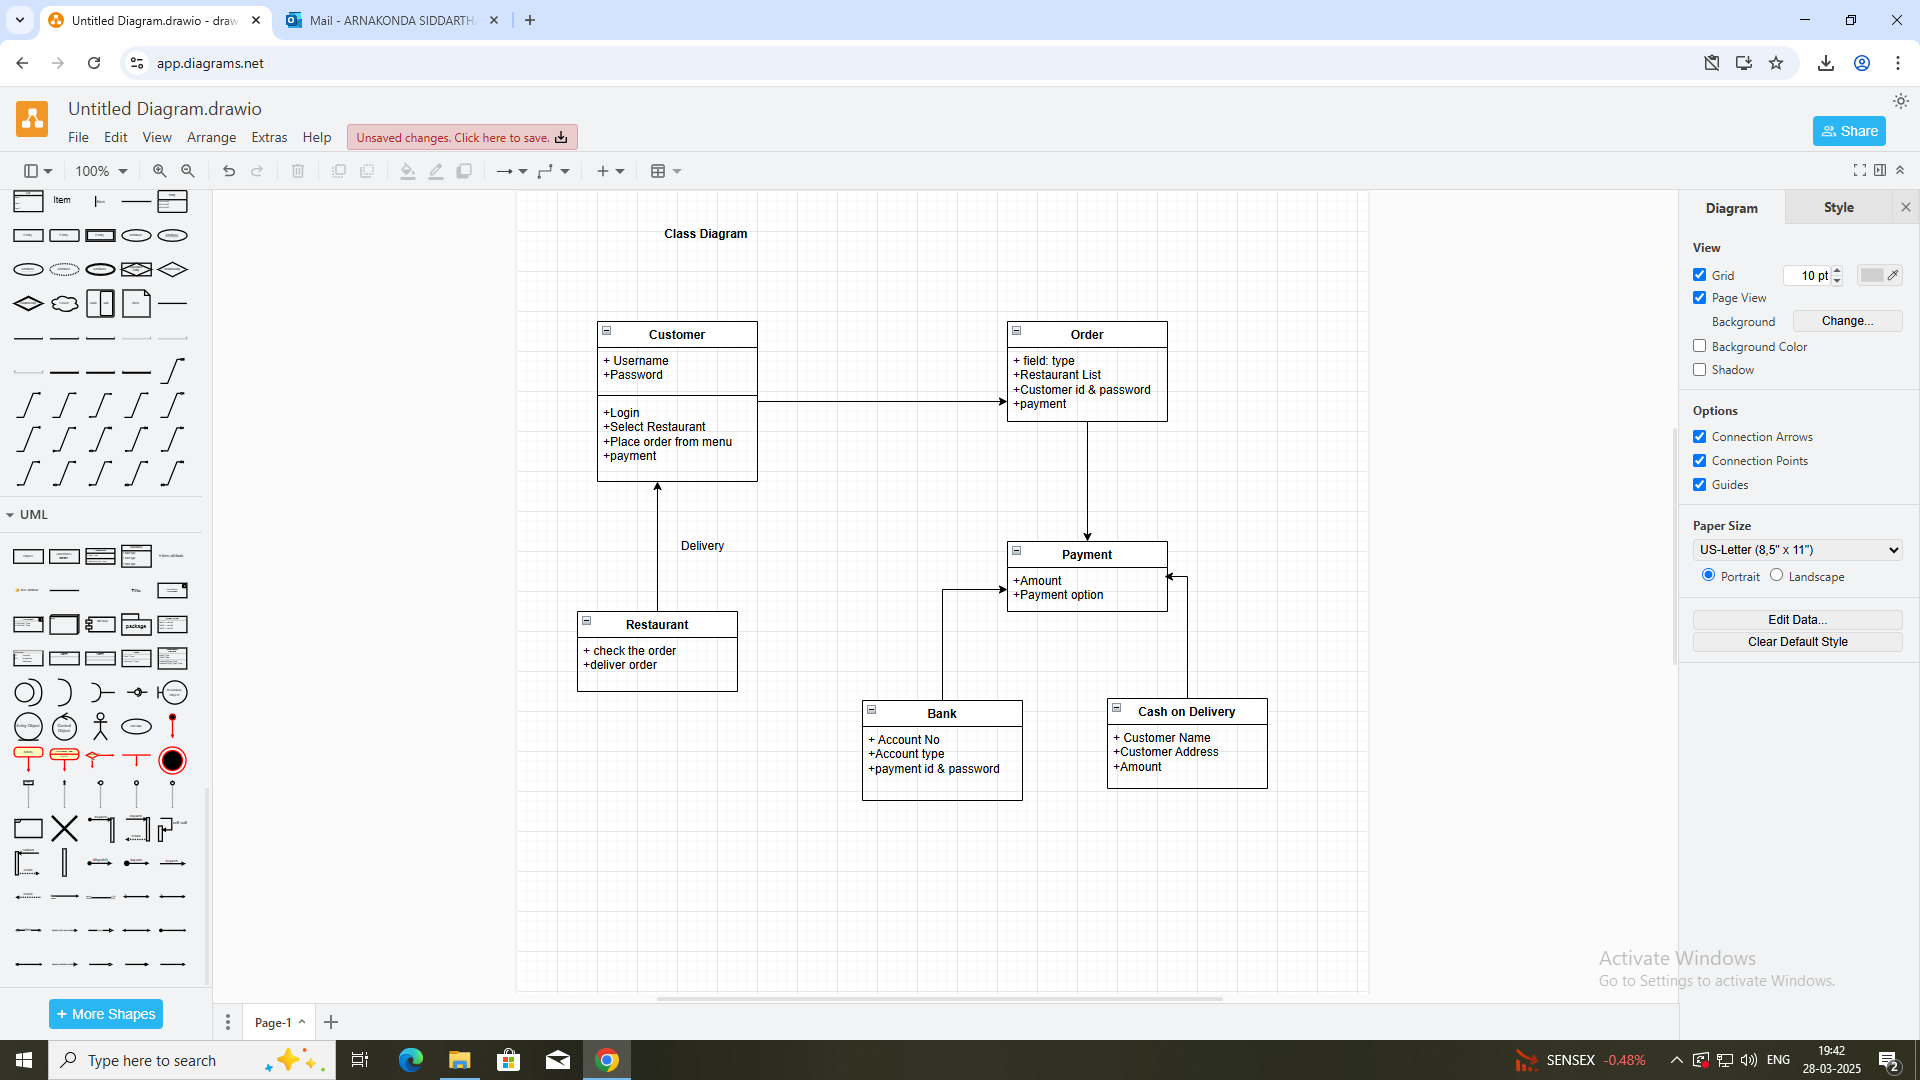 Untitled Diagram.drawio - draw
Mail - ARNAKONDA SIDDARTHA
app.diagrams.net
Untitled Diagram.drawio
File Edit View Arrange Extras Help
Unsaved changes. Click here to save.
Share
100%
Item
UML
package
More Shapes
Class Diagram
Customer
+ Username
+Password
+Login
+Select Restaurant
+Place order from menu
+payment
Order
+ field: type
+Restaurant List
+Customer id & password
+payment
Delivery
Restaurant
+ check the order
+deliver order
Payment
+Amount
+Payment option
Bank
+ Account No
+Account type
+payment id & password
Cash on Delivery
+ Customer Name
+Customer Address
+Amount
Diagram
Style
View
Grid
10 pt
Page View
Background
Change...
Background Color
Shadow
Options
Connection Arrows
Connection Points
Guides
Paper Size
US-Letter (8,5" x 11")
Portrait
Landscape
Edit Data...
Clear Default Style
Activate Windows
Go to Settings to activate Windows.
Page-1
Type here to search
SENSEX -0.48%
ENG
19:42
28-03-2025
2